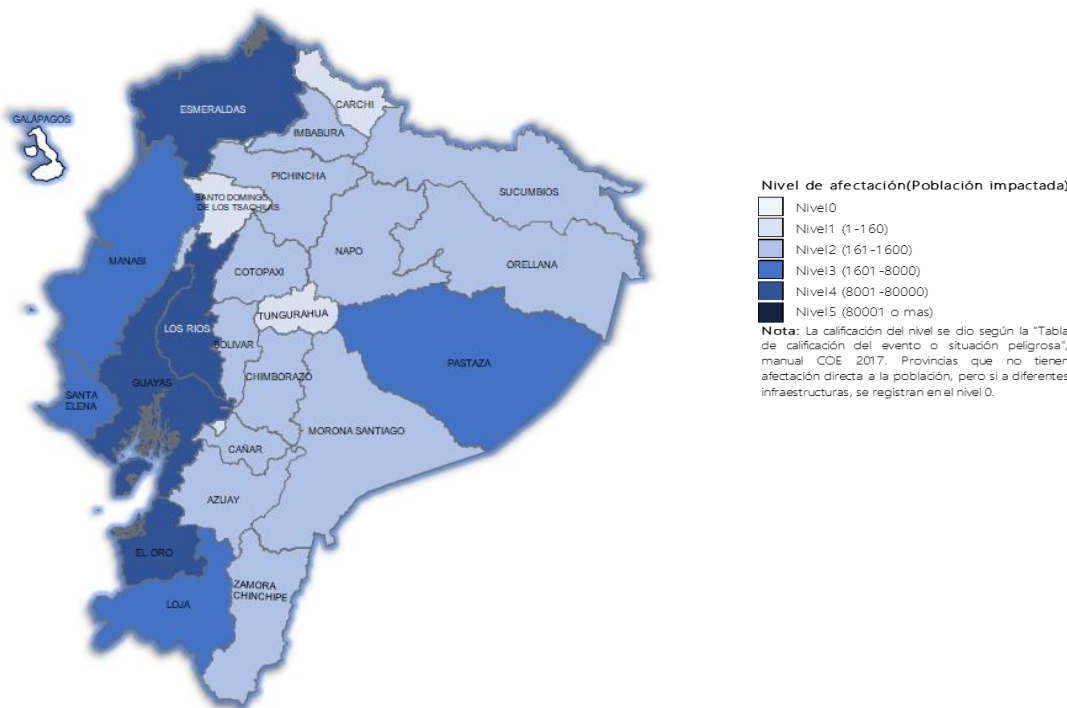 ESMERALDAS
CARCHI
GALÁPAGOS
IMBABURA
PICHINCHA
SUCUMBIOS
SANTO DOMINGO
DE LOS TSACHILAS
NAPO
MANABI
COTOPAXI
ORELLANA
LOS RIOS
TUNGURAHUA
BOLIVAR
PASTAZA
CHIMBORAZO
GUAYAS
SANTA
ELENA
MORONA SANTIAGO
CAÑAR
AZUAY
EL ORO
ZAMORA
CHINCHIPE
LOJA
Nivel de afectación(Población impactada)
Nivel0
Nivel1 (1-160)
Nivel2 (161-1600)
Nivel3 (1601-8000)
Nivel4 (8001-80000)
Nivel5 (80001 o mas)
Nota: La calificación del nivel se dio según la "Tabla
de calificación del evento o situación peligrosa",
manual COE 2017. Provincias que no tienen
afectación directa a la población, pero si a diferentes
infraestructuras, se registran en el nivel 0.